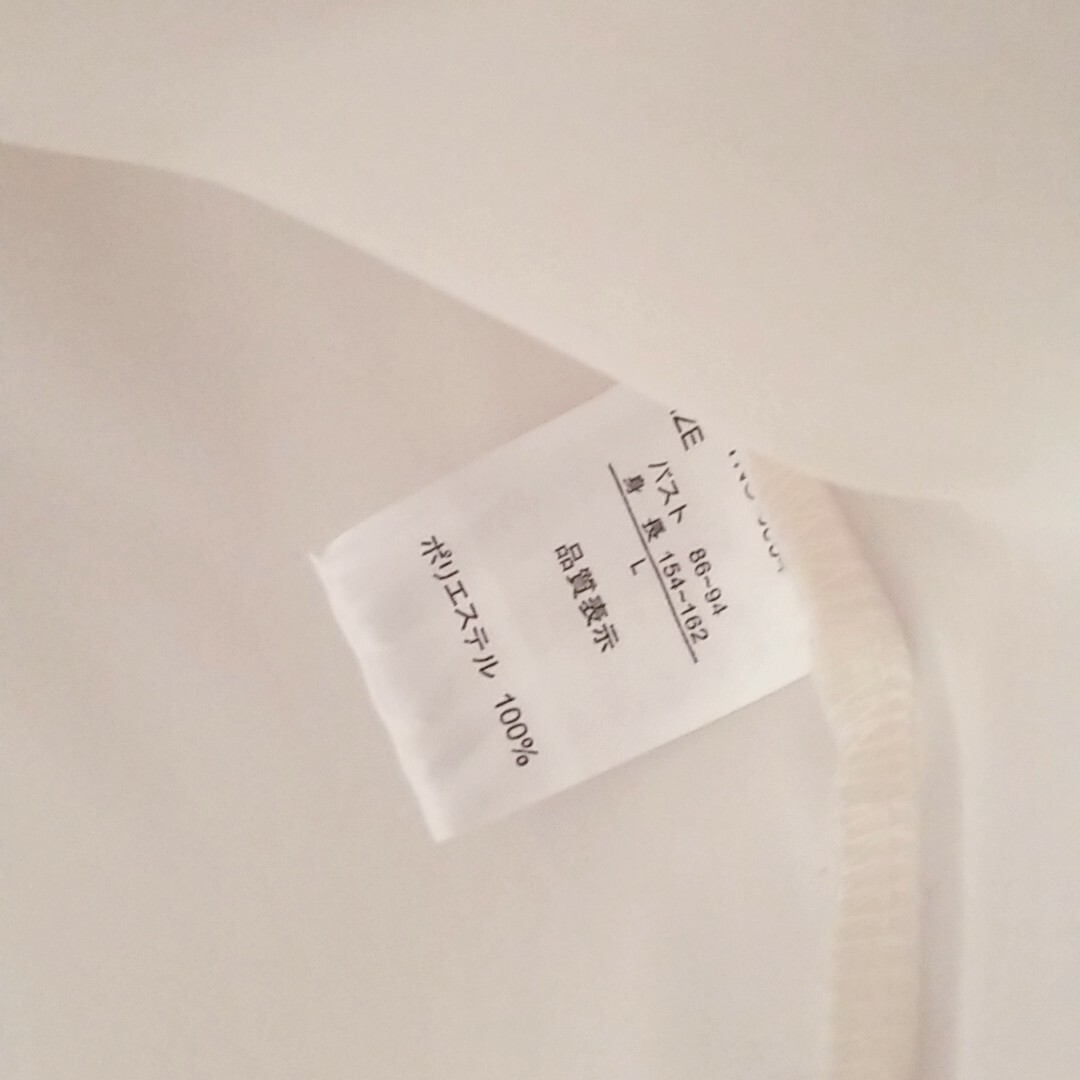 バスト 86~94
身 長 154~162
L
品質表示
ポリエステル 100%